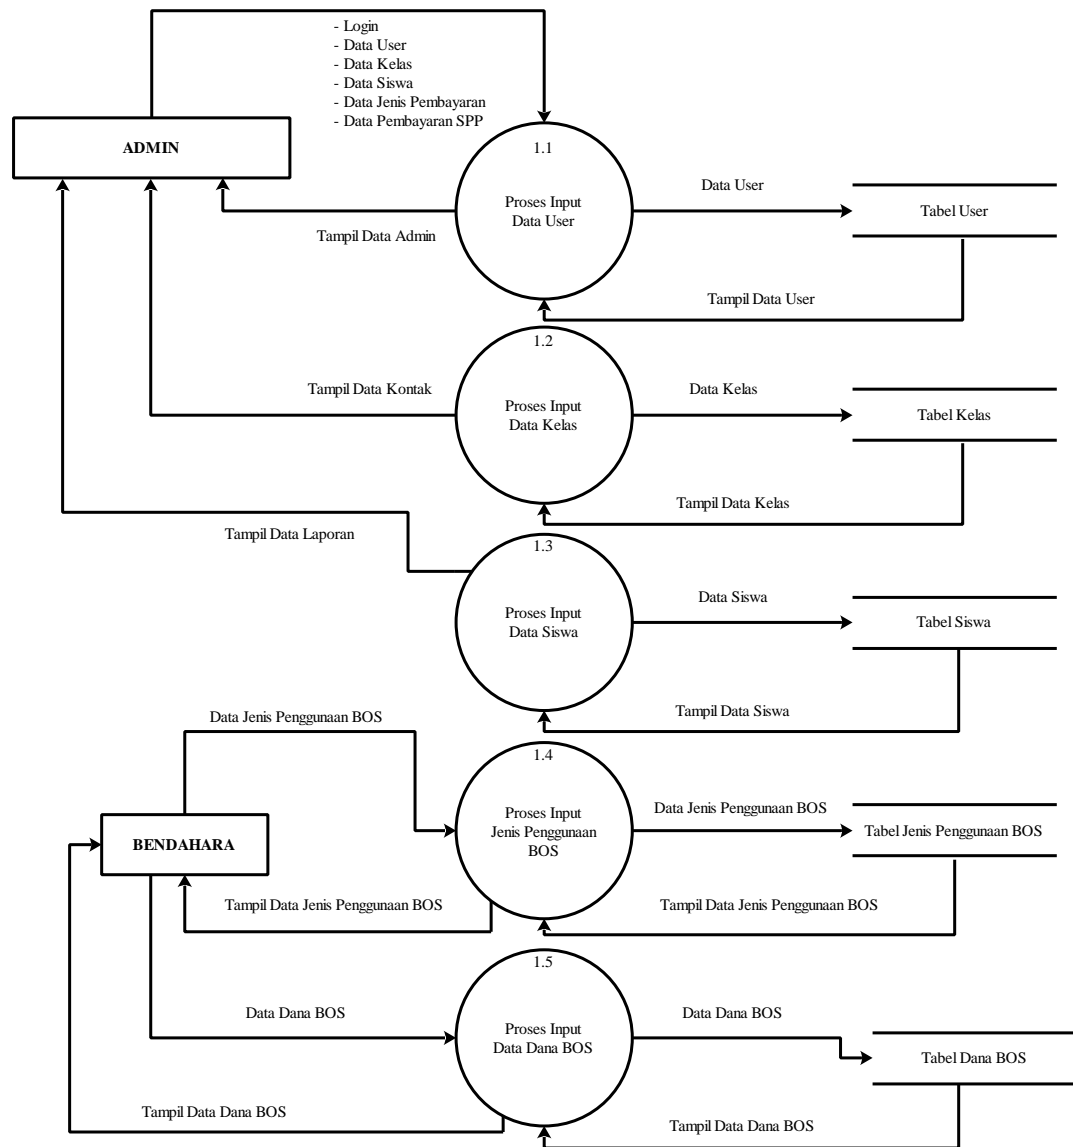 - Login
- Data User
- Data Kelas
- Data Siswa
- Data Jenis Pembayaran
- Data Pembayaran SPP
ADMIN
1.1
Proses Input
Data User
Data User
Tabel User
Tampil Data Admin
Tampil Data User
1.2
Proses Input
Data Kelas
Tampil Data Kontak
Data Kelas
Tabel Kelas
Tampil Data Kelas
Tampil Data Laporan
1.3
Proses Input
Data Siswa
Data Siswa
Tabel Siswa
Tampil Data Siswa
Data Jenis Penggunaan BOS
1.4
Proses Input
Jenis Penggunaan
BOS
Data Jenis Penggunaan BOS
Tabel Jenis Penggunaan BOS
BENDAHARA
Tampil Data Jenis Penggunaan BOS
Tampil Data Jenis Penggunaan BOS
1.5
Proses Input
Data Dana BOS
Data Dana BOS
Data Dana BOS
Tabel Dana BOS
Tampil Data Dana BOS
Tampil Data Dana BOS